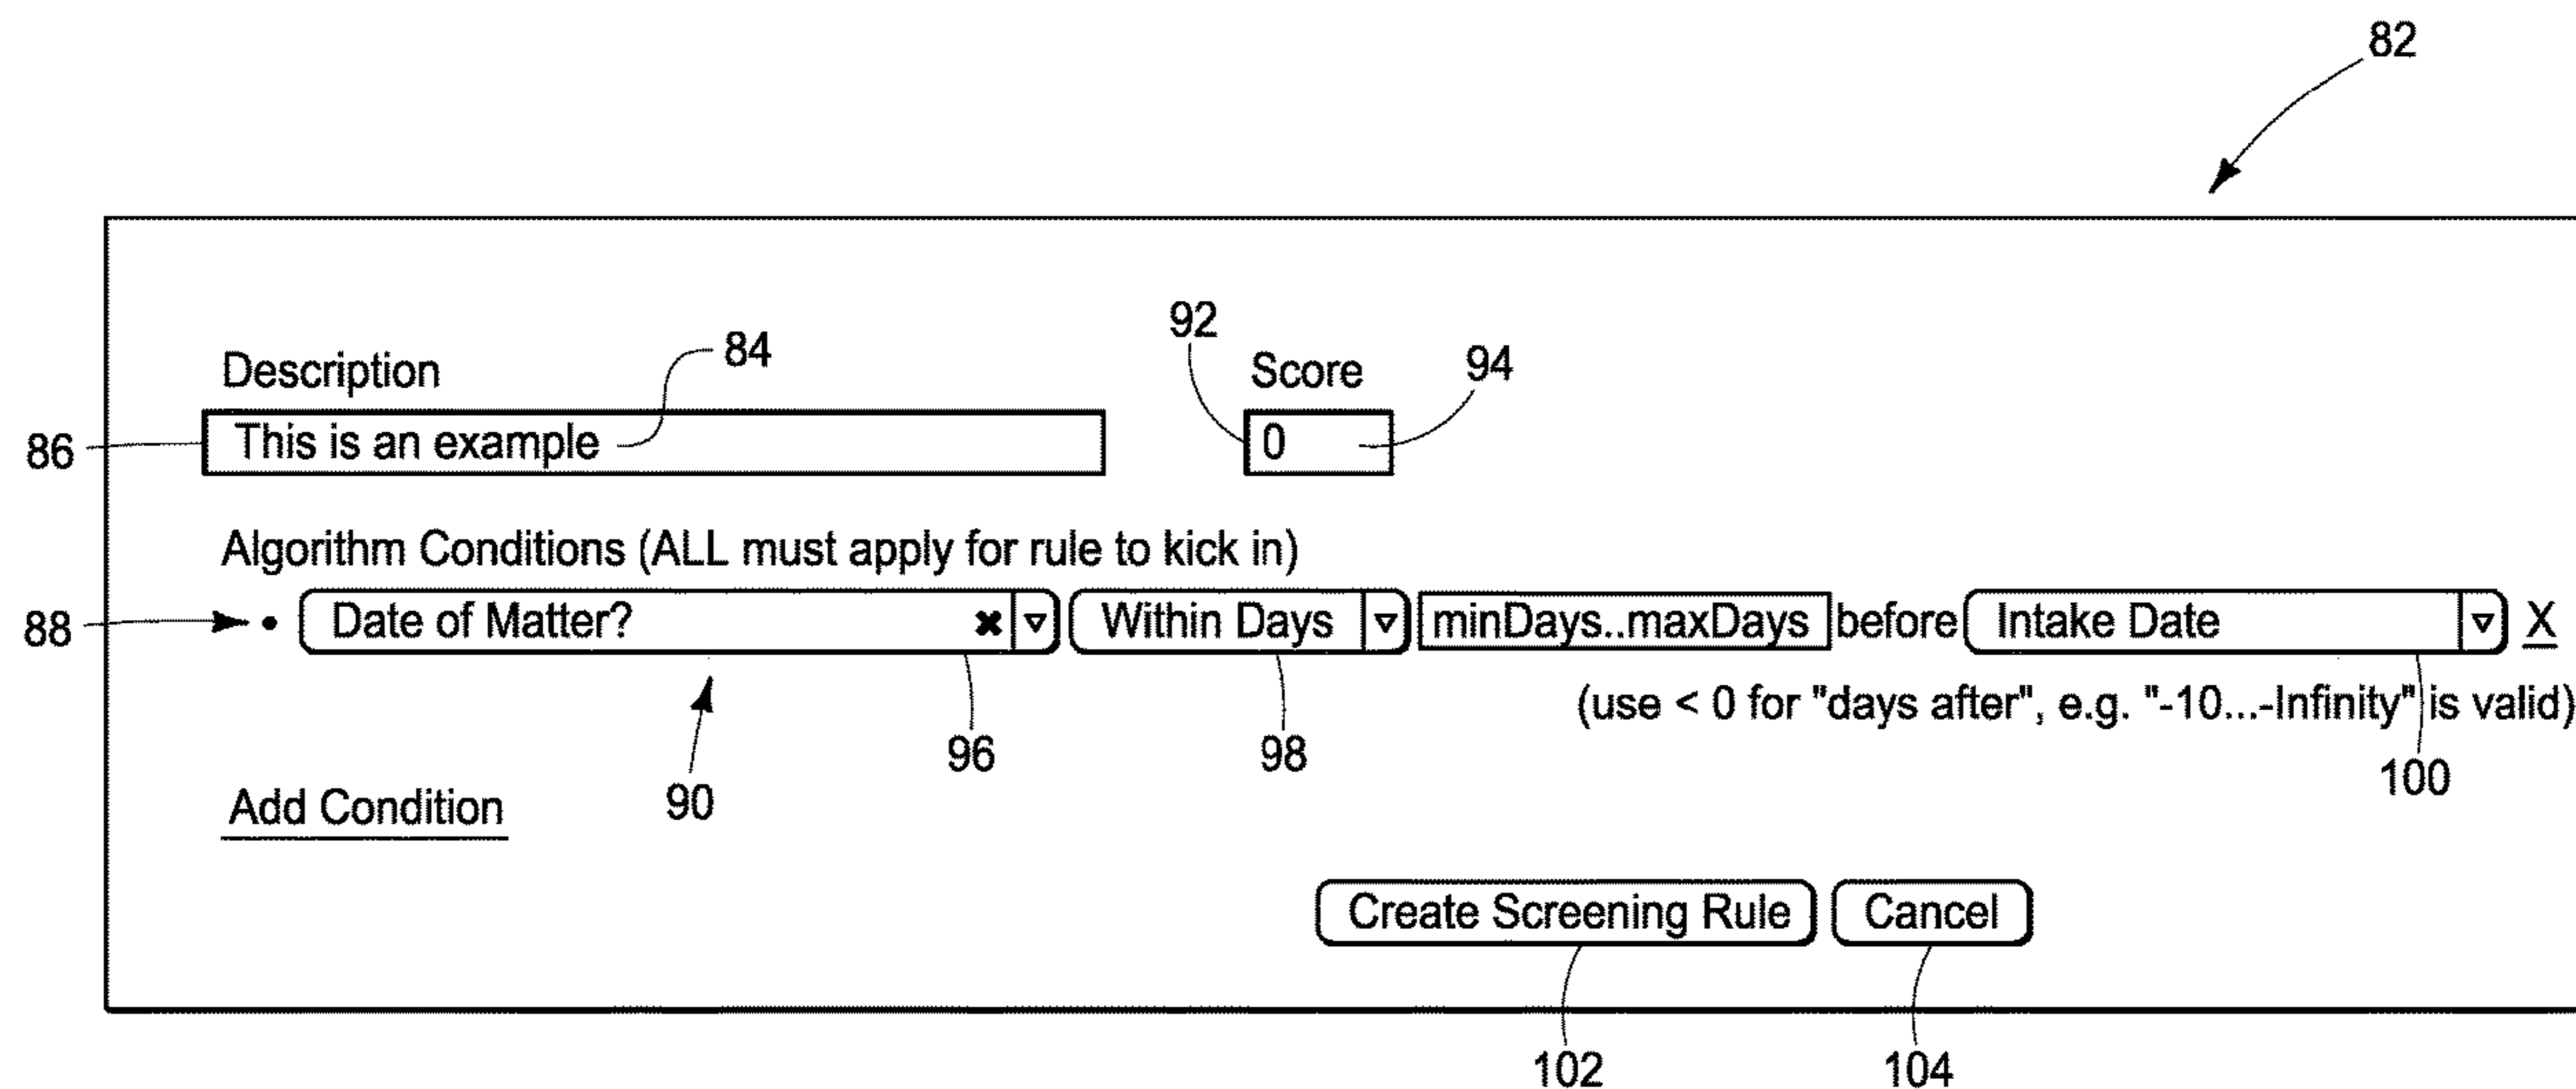 82
92
84
94
Description
Score
86
This is an example
0
Algorithm Conditions (ALL must apply for rule to kick in)
88
• Date of Matter? ✖ Within Days minDays..maxDays before Intake Date X
(use < 0 for "days after", e.g. "-10...-Infinity" is valid)
96
98
100
90
Add Condition
Create Screening Rule
Cancel
102
104